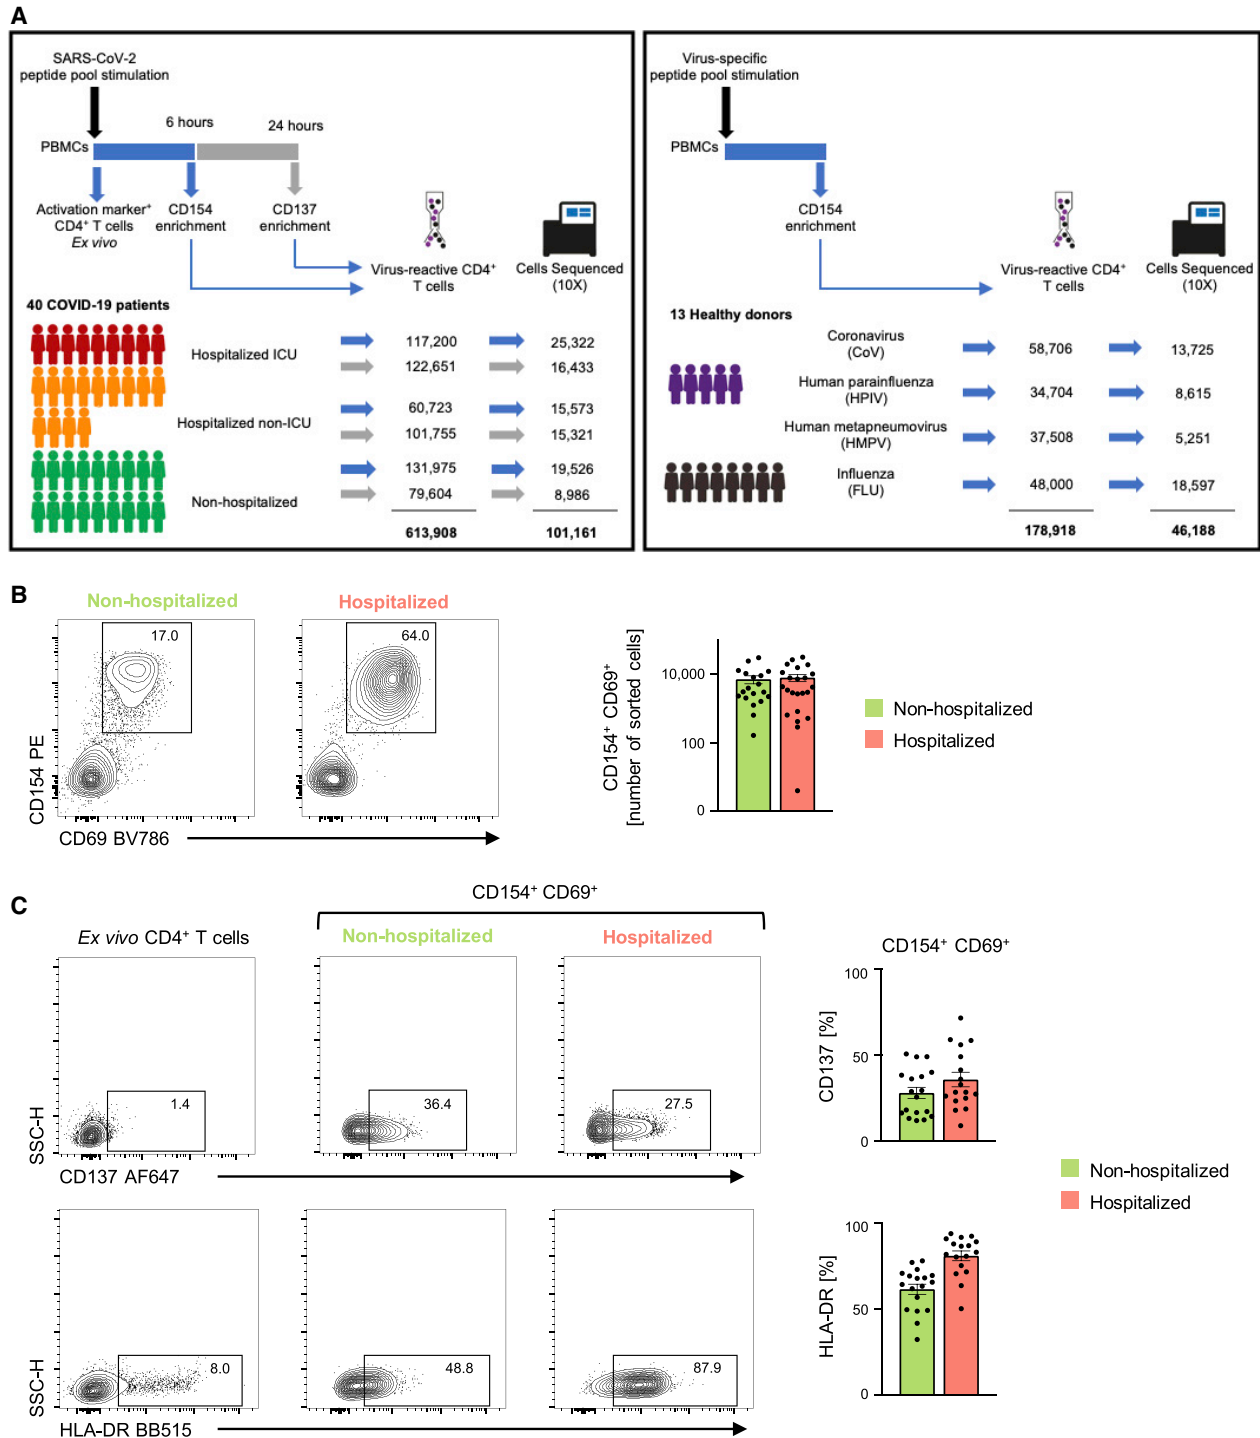 A
SARS-CoV-2
peptide pool stimulation
6 hours
24 hours
PBMCs
Activation marker⁺
CD4⁺ T cells
Ex vivo
CD154
enrichment
CD137
enrichment
Virus-reactive CD4⁺
T cells
Cells Sequenced
(10X)
40 COVID-19 patients
Hospitalized ICU
117,200
25,322
122,651
16,433
Hospitalized non-ICU
60,723
15,573
101,755
15,321
Non-hospitalized
131,975
19,526
79,604
8,986
613,908
101,161
Virus-specific
peptide pool stimulation
PBMCs
CD154
enrichment
Virus-reactive CD4⁺
T cells
Cells Sequenced
(10X)
13 Healthy donors
Coronavirus
(CoV)
58,706
13,725
Human parainfluenza
(HPIV)
34,704
8,615
Human metapneumovirus
(HMPV)
37,508
5,251
Influenza
(FLU)
48,000
18,597
178,918
46,188
B
Non-hospitalized
Hospitalized
17.0
64.0
CD154 PE
CD69 BV786
CD154⁺ CD69⁺
[number of sorted cells]
10,000
100
0
Non-hospitalized
Hospitalized
C
CD154⁺ CD69⁺
Ex vivo CD4⁺ T cells
Non-hospitalized
Hospitalized
1.4
36.4
27.5
SSC-H
CD137 AF647
CD154⁺ CD69⁺
CD137 [%]
100
50
0
8.0
48.8
87.9
SSC-H
HLA-DR BB515
HLA-DR [%]
100
50
0
Non-hospitalized
Hospitalized